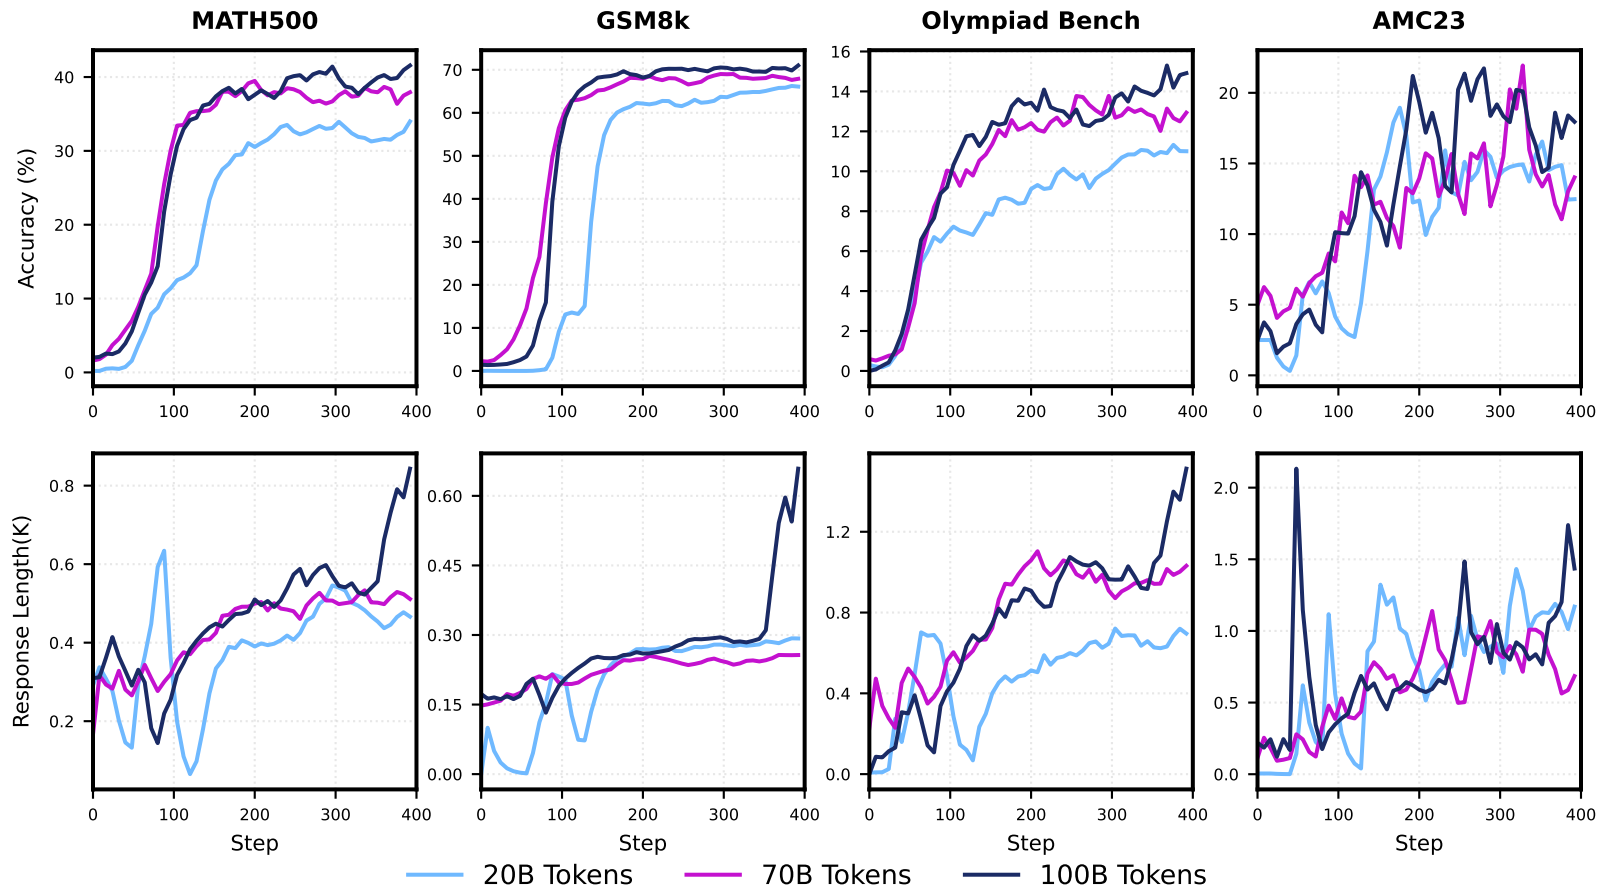 MATH500 GSM8k Olympiad Bench AMC23
Accuracy (%)
40
30
20
10
0
0 100 200 300 400
70
60
50
40
30
20
10
0
0 100 200 300 400
16
14
12
10
8
6
4
2
0
0 100 200 300 400
20
15
10
5
0
0 100 200 300 400
Response Length(K)
0.8
0.6
0.4
0.2
0 100 200 300 400
Step
0.60
0.45
0.30
0.15
0.00
0 100 200 300 400
Step
1.2
0.8
0.4
0.0
0 100 200 300 400
Step
2.0
1.5
1.0
0.5
0.0
0 100 200 300 400
Step
20B Tokens 70B Tokens 100B Tokens